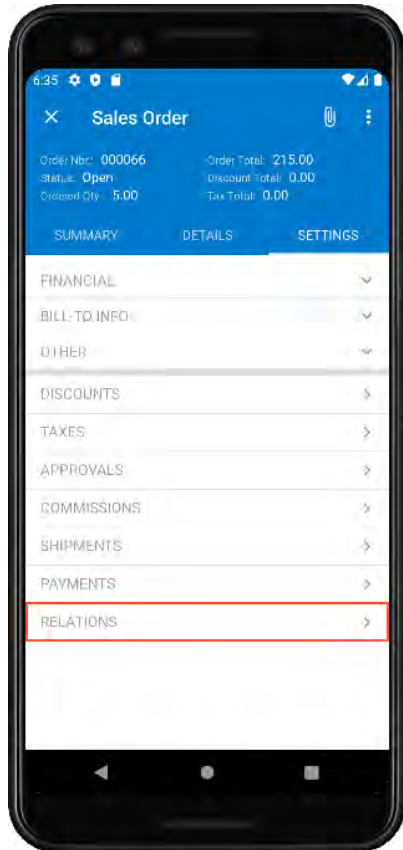 6:35
Sales Order
Order Nbr.: 000066 Order Total: 215.00
Status: Open Discount Total: 0.00
Ordered Qty.: 5.00 Tax Total: 0.00
SUMMARY DETAILS SETTINGS
FINANCIAL
BILL-TO INFO
OTHER
DISCOUNTS
TAXES
APPROVALS
COMMISSIONS
SHIPMENTS
PAYMENTS
RELATIONS